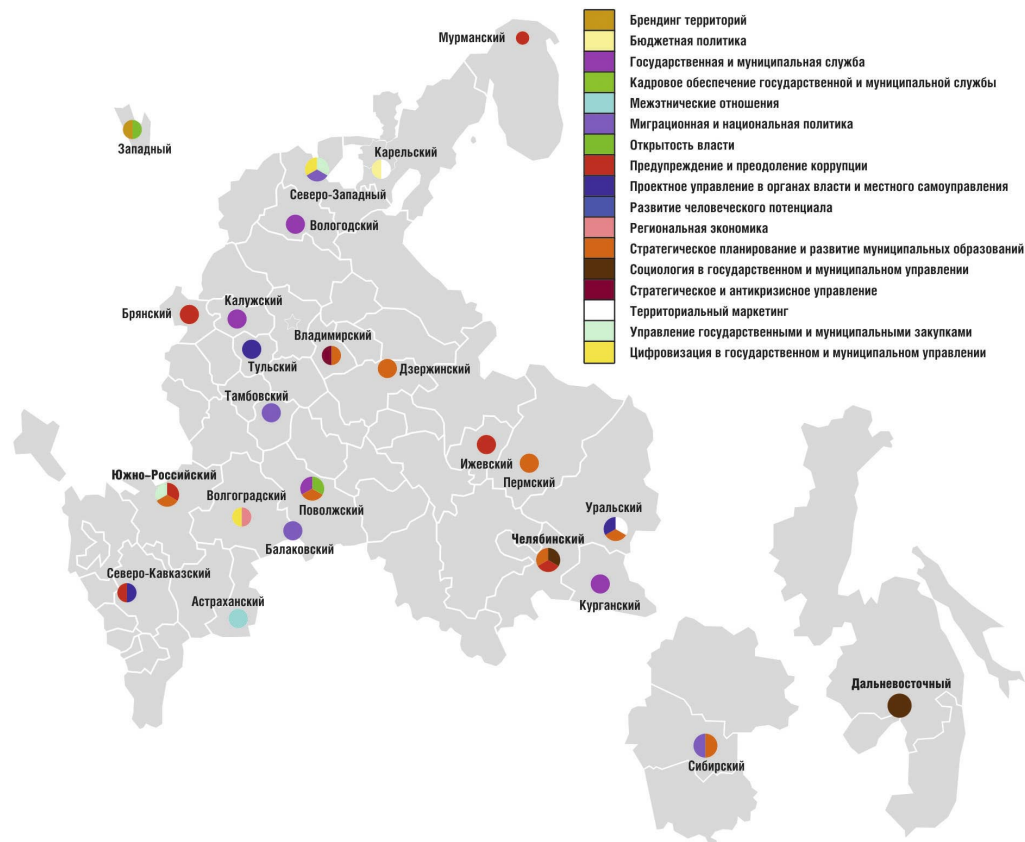 Брендинг территорий
Бюджетная политика
Государственная и муниципальная служба
Кадровое обеспечение государственной и муниципальной службы
Межэтнические отношения
Миграционная и национальная политика
Открытость власти
Предупреждение и преодоление коррупции
Проектное управление в органах власти и местного самоуправления
Развитие человеческого потенциала
Региональная экономика
Стратегическое планирование и развитие муниципальных образований
Социология в государственном и муниципальном управлении
Стратегическое и антикризисное управление
Территориальный маркетинг
Управление государственными и муниципальными закупками
Цифровизация в государственном и муниципальном управлении
Мурманский
Западный
Карельский
Северо-Западный
Вологодский
Брянский
Калужский
Владимирский
Тульский
Дзержинский
Тамбовский
Ижевский
Пермский
Южно-Российский
Волгоградский
Поволжский
Уральский
Балаковский
Челябинский
Северо-Кавказский
Астраханский
Курганский
Дальневосточный
Сибирский